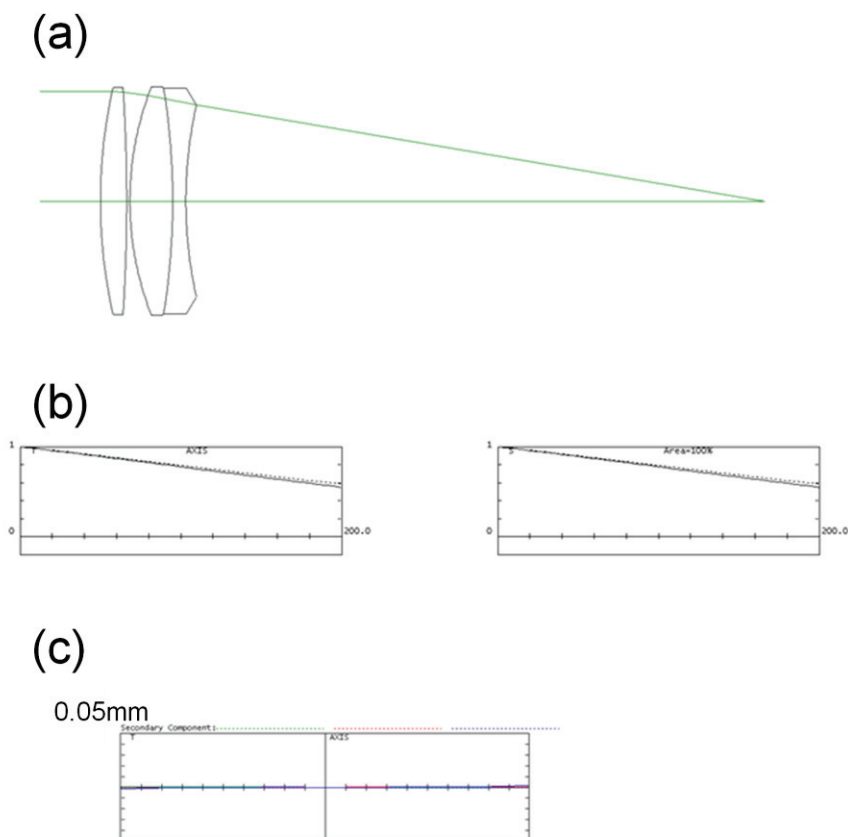 (a)
(b)
1 T AXIS
0 200.0
1 S Area=100%
0 200.0
(c)
0.05mm
Secondary Component:
T AXIS